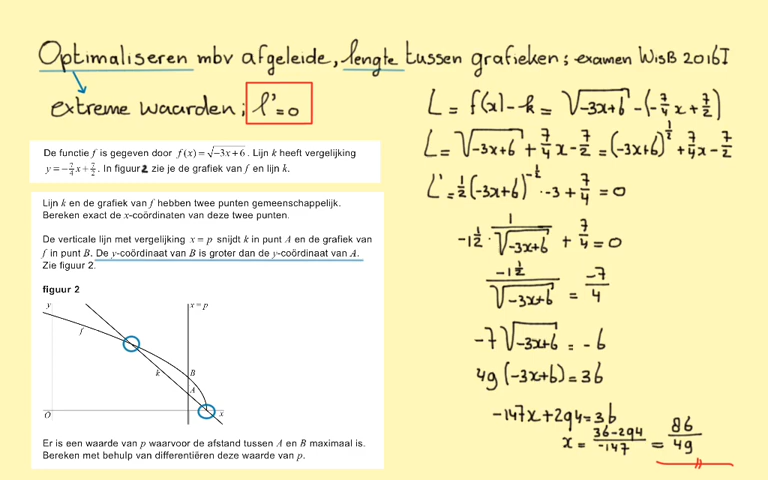 Optimaliseren mbv afgeleide, lengte tussen grafieken; examen WisB 2016I
extreme waarden; l'=0
De functie f is gegeven door f(x)=√(-3x+6). Lijn k heeft vergelijking
y=-7/4x+7/2. In figuur 2 zie je de grafiek van f en lijn k.
Lijn k en de grafiek van f hebben twee punten gemeenschappelijk.
Bereken exact de x-coördinaten van deze twee punten.
De verticale lijn met vergelijking x=p snijdt k in punt A en de grafiek van
f in punt B. De y-coördinaat van B is groter dan de y-coördinaat van A.
Zie figuur 2.
figuur 2
y
x=p
f
k
B
A
O
x
Er is een waarde van p waarvoor de afstand tussen A en B maximaal is.
Bereken met behulp van differentiëren deze waarde van p.
L = f(x)-k = √(-3x+6) -(-7/4x+7/2)
L = √(-3x+6) + 7/4x - 7/2 = (-3x+6)^½ + 7/4x - 7/2
L' = ½(-3x+6)^-½ · -3 + 7/4 = 0
-1½ · 1/√(-3x+6) + 7/4 = 0
-1½/√(-3x+6) = -7/4
-7√(-3x+6) = -6
49(-3x+6) = 36
-147x+294 = 36
x = (36-294)/-147 = 86/49